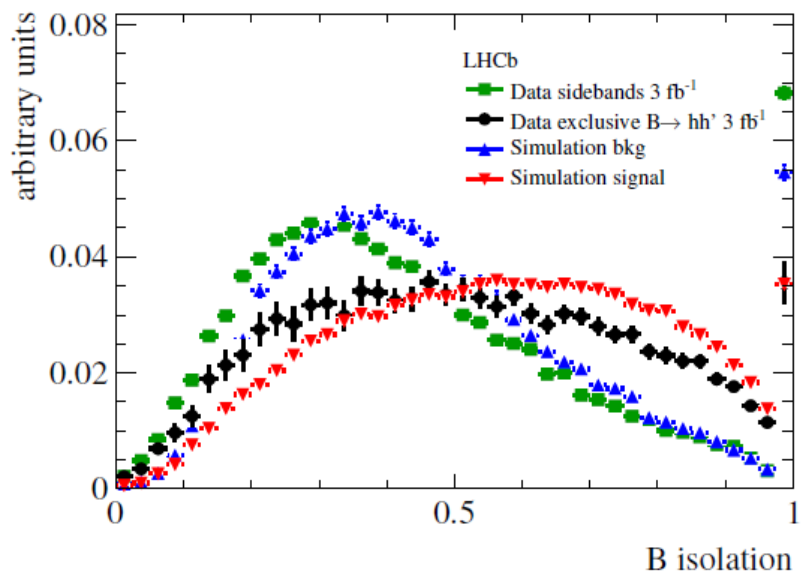 arbitrary units
0.08
0.06
0.04
0.02
0
LHCb
Data sidebands 3 fb⁻¹
Data exclusive B→ hh' 3 fb⁻¹
Simulation bkg
Simulation signal
0
0.5
1
B isolation